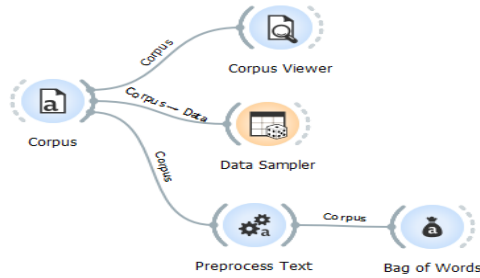 Corpus
Corpus Viewer
Corpus → Data
Corpus
Data Sampler
Corpus
Corpus
Preprocess Text
Bag of Words